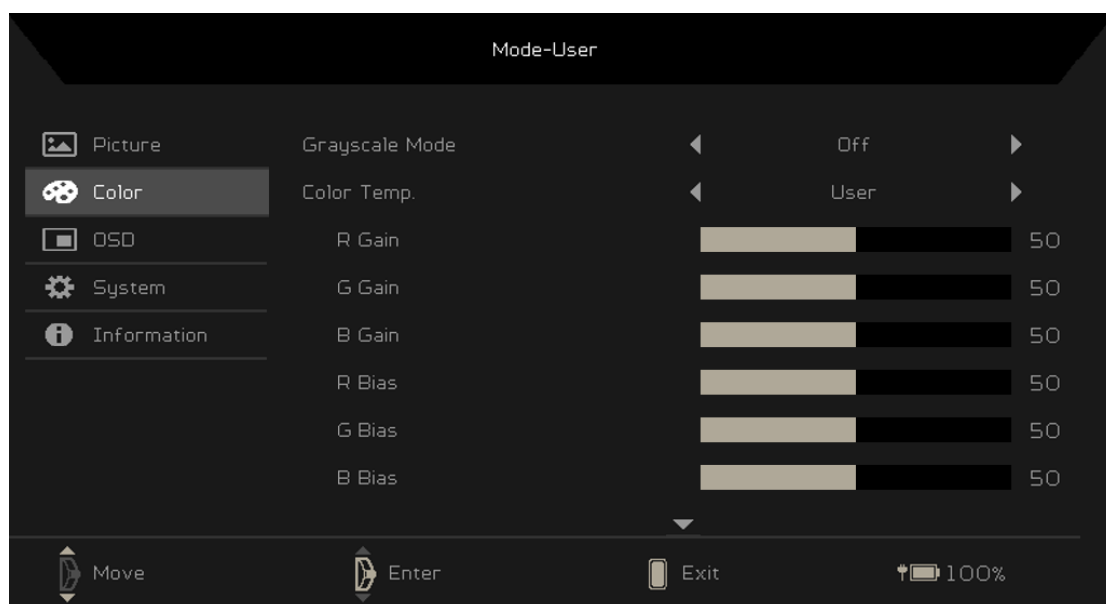 Mode-User
Picture Grayscale Mode Off
Color Color Temp. User
OSD R Gain 50
System G Gain 50
Information B Gain 50
R Bias 50
G Bias 50
B Bias 50
Move Enter Exit 100%